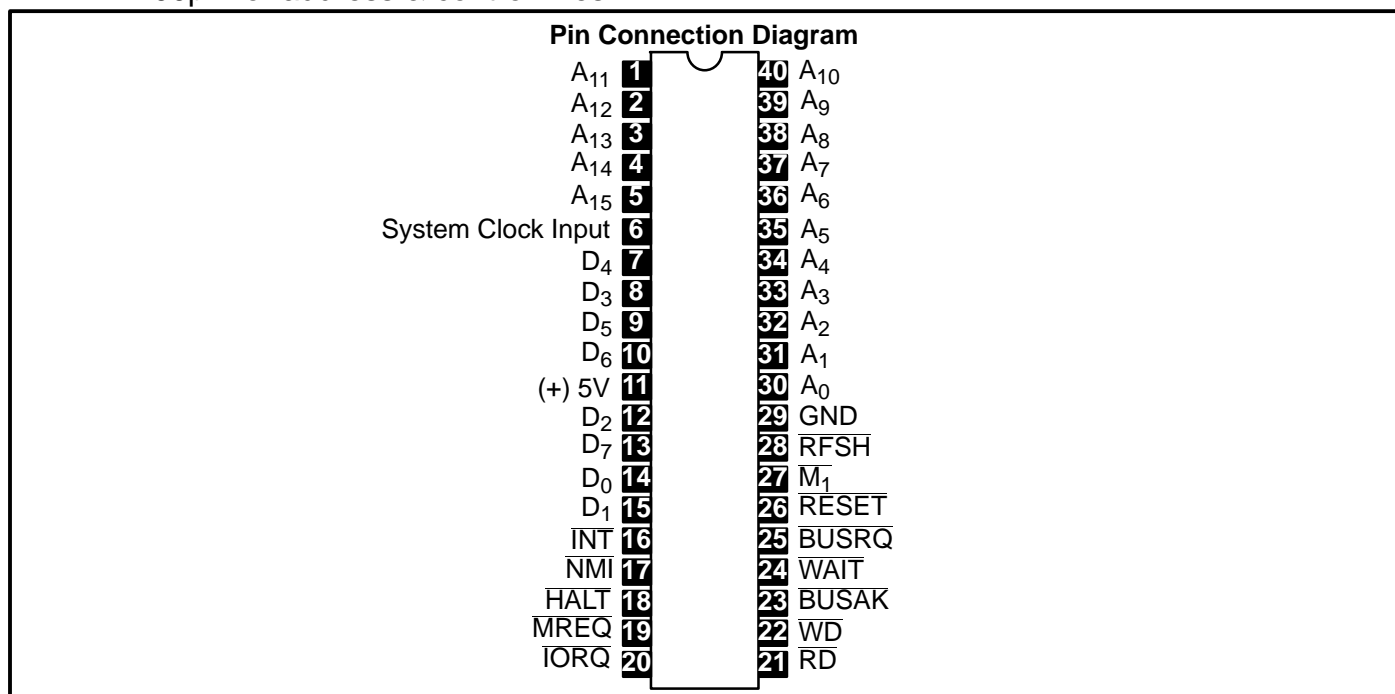 Pin Connection Diagram
A11 1 40 A10
A12 2 39 A9
A13 3 38 A8
A14 4 37 A7
A15 5 36 A6
System Clock Input 6 35 A5
D4 7 34 A4
D3 8 33 A3
D5 9 32 A2
D6 10 31 A1
(+) 5V 11 30 A0
D2 12 29 GND
D7 13 28 RFSH
D0 14 27 M1
D1 15 26 RESET
INT 16 25 BUSRQ
NMI 17 24 WAIT
HALT 18 23 BUSAK
MREQ 19 22 WD
IORQ 20 21 RD